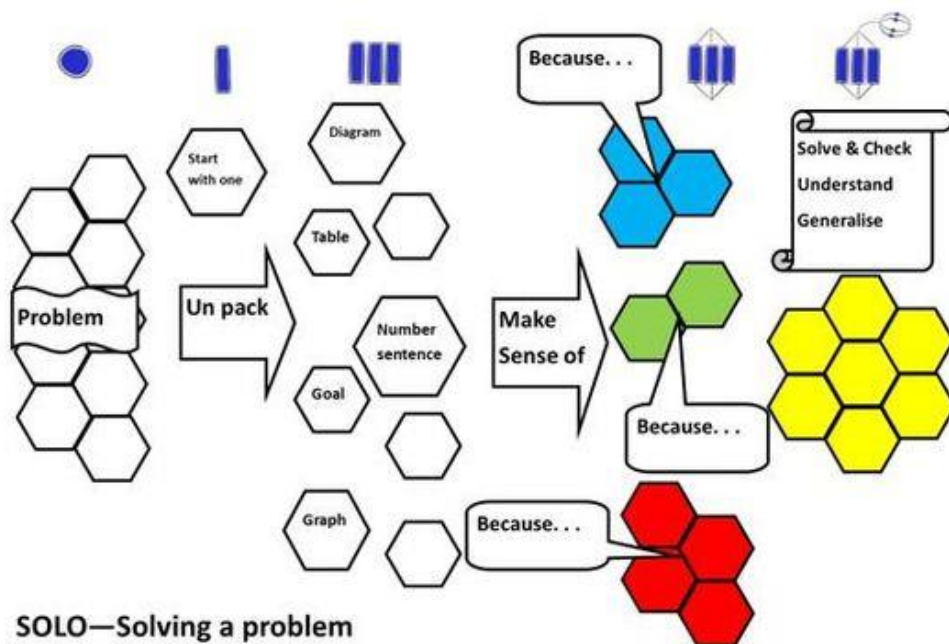 Because. . .
Diagram
Start
with one
Solve & Check
Understand
Generalise
Table
Problem
Un pack
Number
sentence
Make
Sense of
Goal
Because. . .
Graph
Because. . .
SOLO—Solving a problem